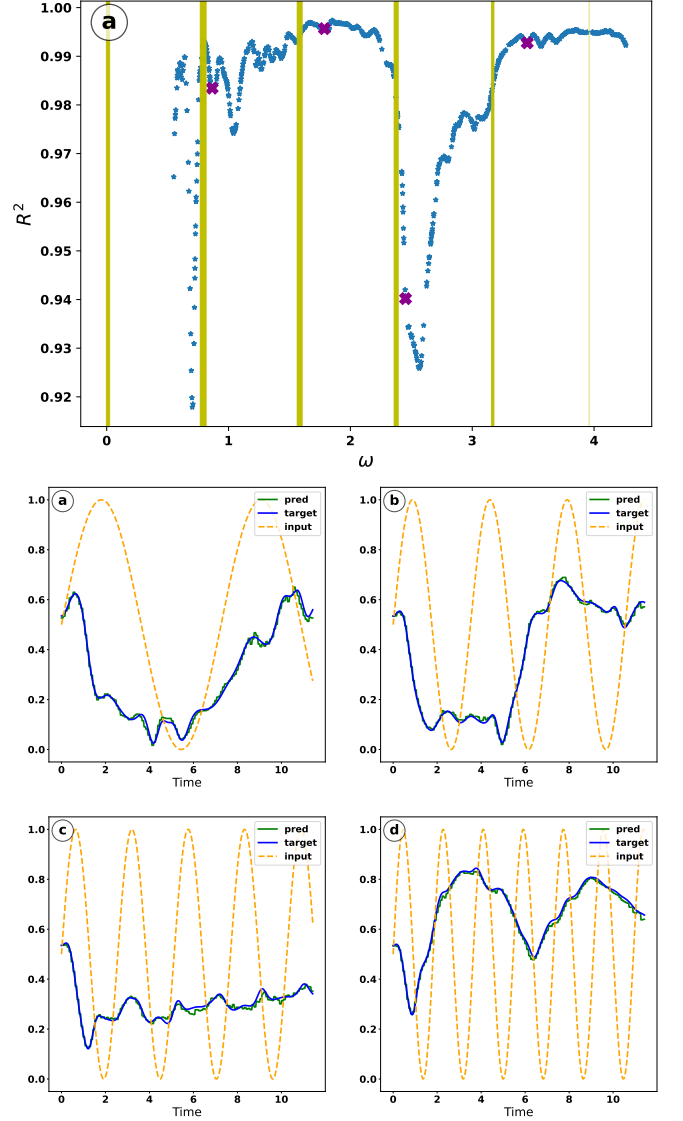 a
1.00
0.99
0.98
0.97
0.96
0.95
0.94
0.93
0.92
R²
0 1 2 3 4
ω
a
pred
target
input
1.0
0.8
0.6
0.4
0.2
0.0
0 2 4 6 8 10
Time
b
pred
target
input
1.0
0.8
0.6
0.4
0.2
0.0
0 2 4 6 8 10
Time
c
pred
target
input
1.0
0.8
0.6
0.4
0.2
0.0
0 2 4 6 8 10
Time
d
pred
target
input
1.0
0.8
0.6
0.4
0.2
0.0
0 2 4 6 8 10
Time